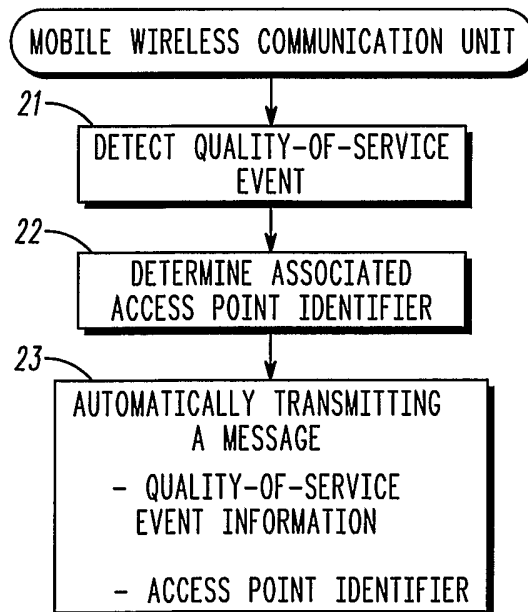 MOBILE WIRELESS COMMUNICATION UNIT
21
DETECT QUALITY-OF-SERVICE
EVENT
22
DETERMINE ASSOCIATED
ACCESS POINT IDENTIFIER
23
AUTOMATICALLY TRANSMITTING
A MESSAGE
- QUALITY-OF-SERVICE
EVENT INFORMATION
- ACCESS POINT IDENTIFIER